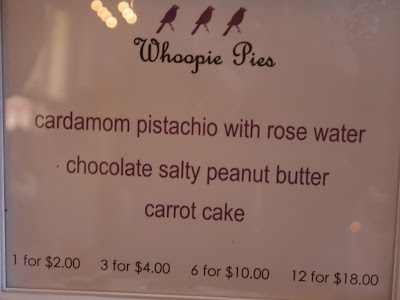 Whoopie Pies
cardamom pistachio with rose water
chocolate salty peanut butter
carrot cake
1 for $2.00 3 for $4.00 6 for $10.00 12 for $18.00